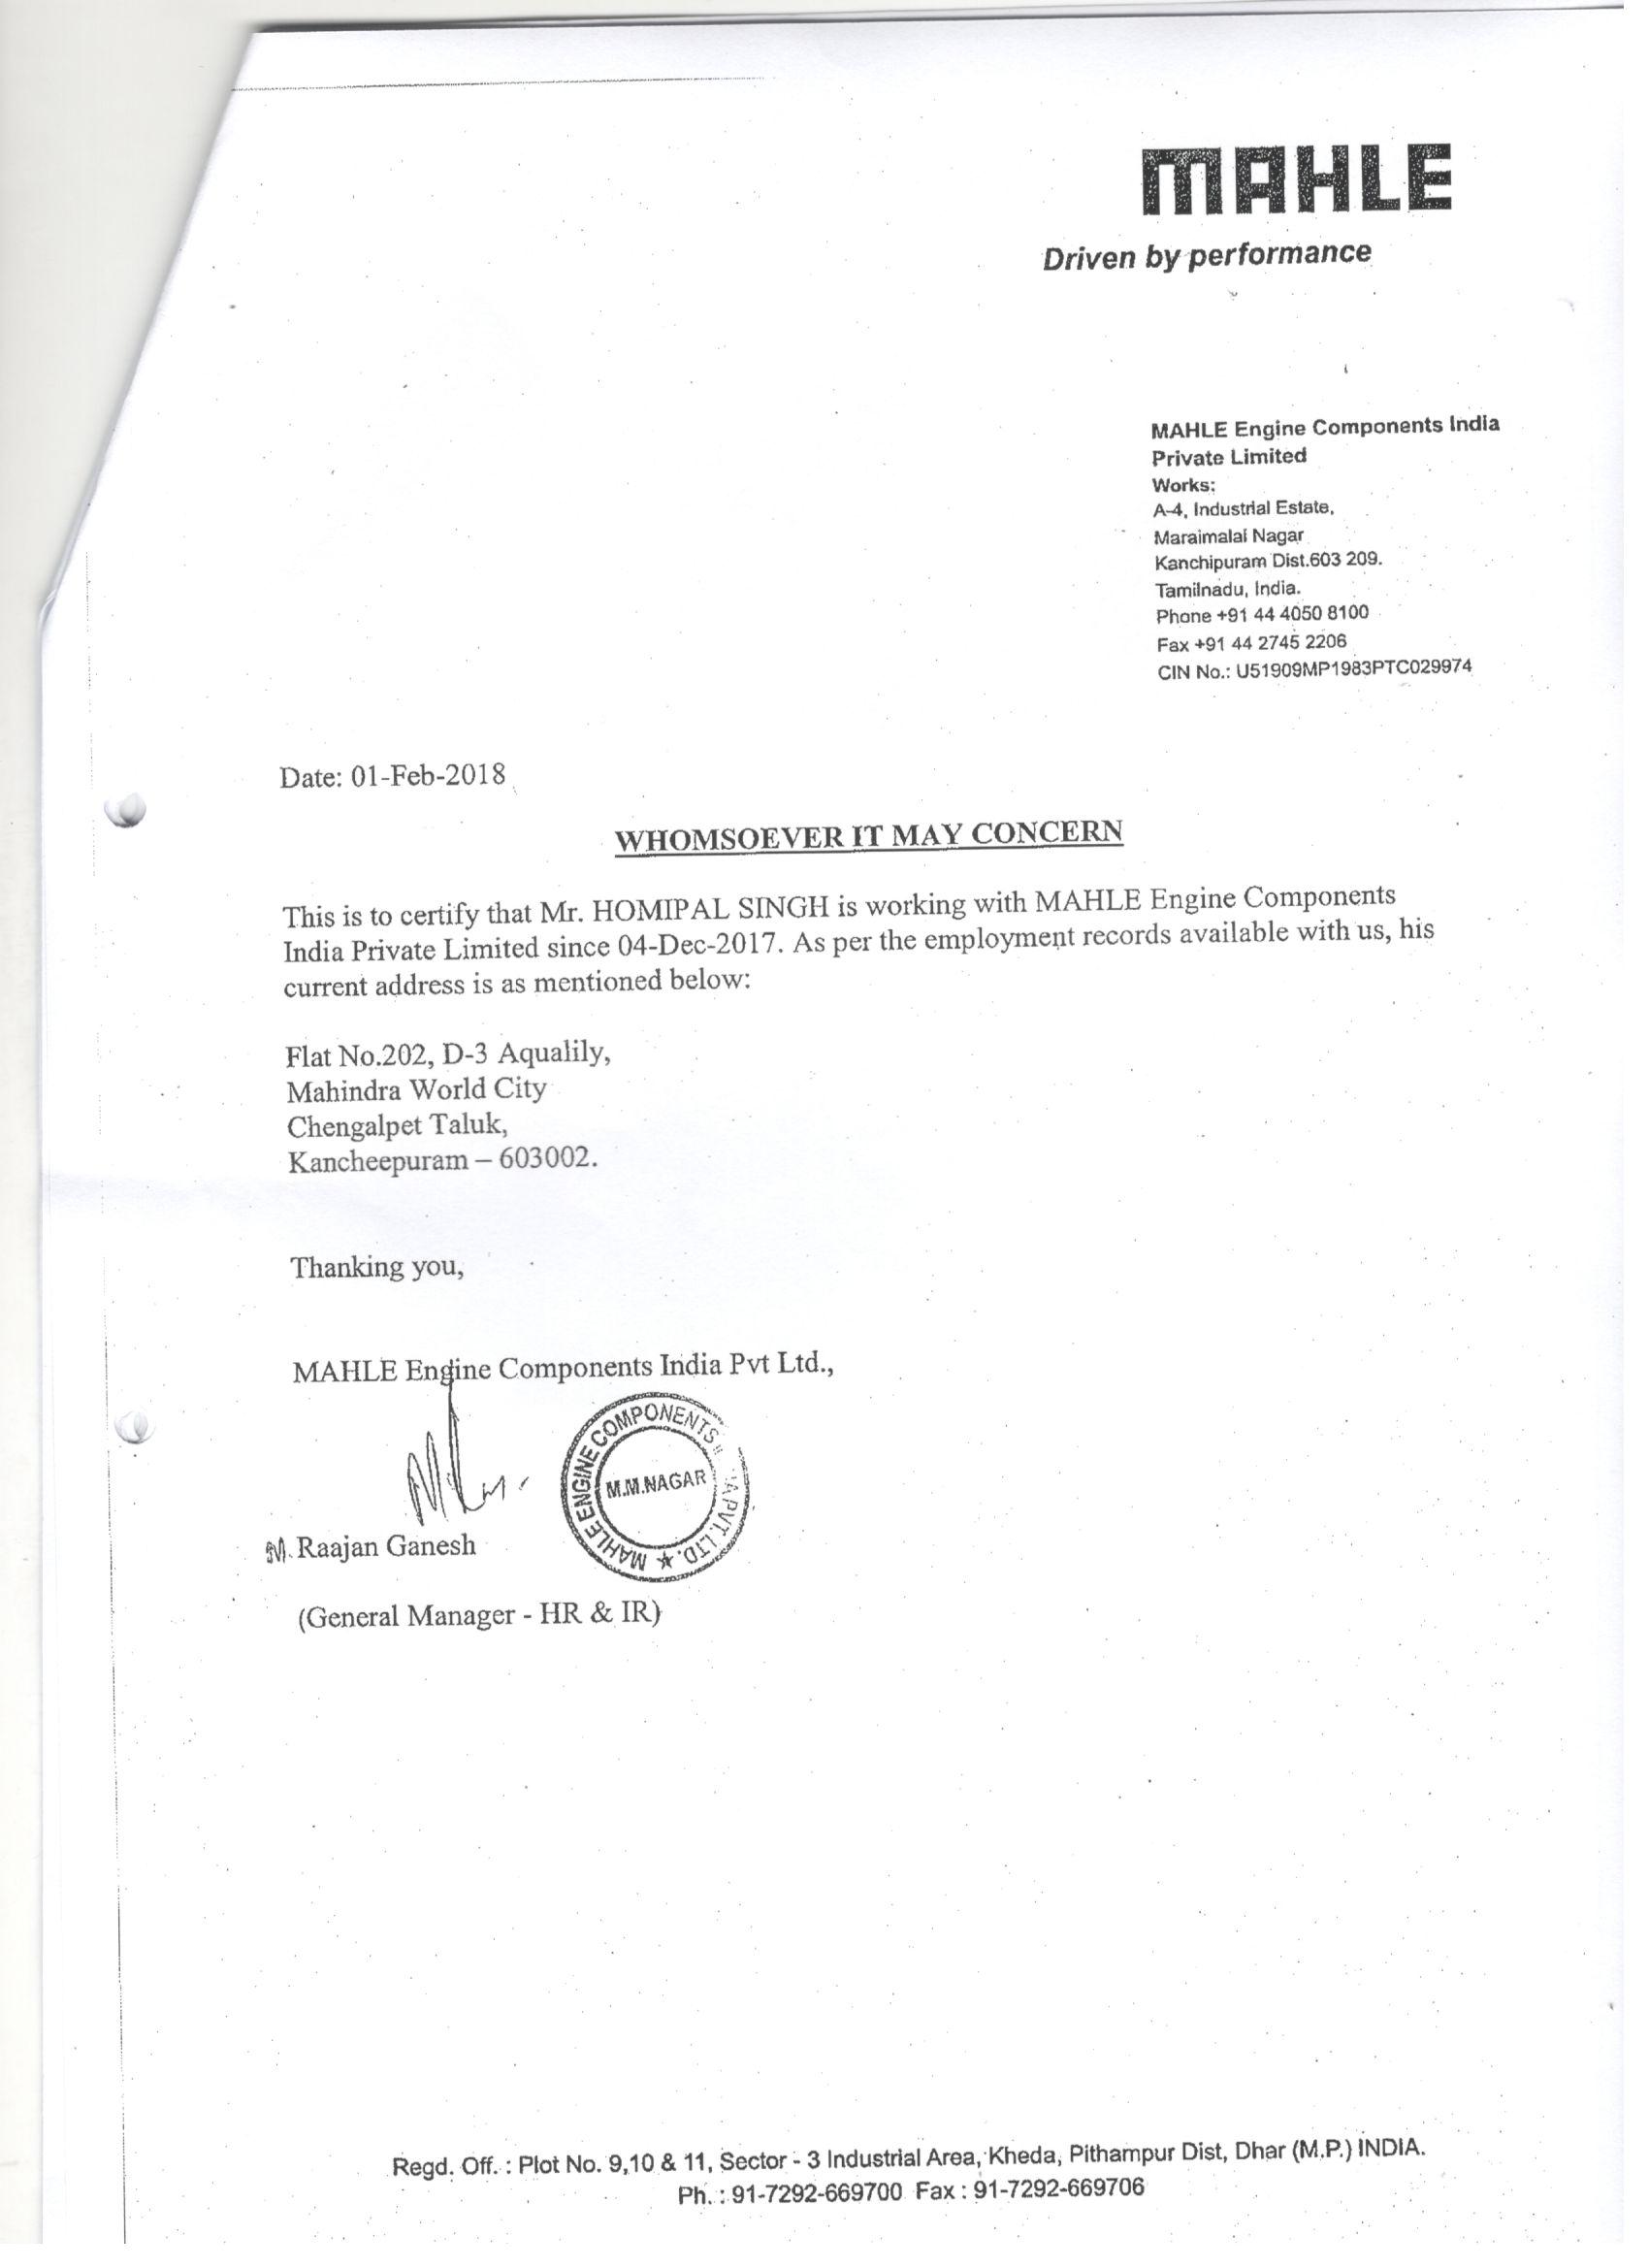 MAHLE
Driven by performance
MAHLE Engine Components India
Private Limited
Works:
A-4, Industrial Estate,
Maraimalai Nagar
Kanchipuram Dist.603 209.
Tamilnadu, India.
Phone +91 44 4050 8100
Fax +91 44 2745 2206
CIN No.: U51909MP1983PTC029974
Date: 01-Feb-2018
WHOMSOEVER IT MAY CONCERN
This is to certify that Mr. HOMIPAL SINGH is working with MAHLE Engine Components
India Private Limited since 04-Dec-2017. As per the employment records available with us, his
current address is as mentioned below:
Flat No.202, D-3 Aqualily,
Mahindra World City
Chengalpet Taluk,
Kancheepuram – 603002.
Thanking you,
MAHLE Engine Components India Pvt Ltd.,
MAHLE ENGINE COMPONENTS PVT. LTD. ★
M.M.NAGAR
Raajan Ganesh
(General Manager - HR & IR)
Regd. Off. : Plot No. 9,10 & 11, Sector - 3 Industrial Area, Kheda, Pithampur Dist, Dhar (M.P.) INDIA.
Ph. : 91-7292-669700 Fax : 91-7292-669706